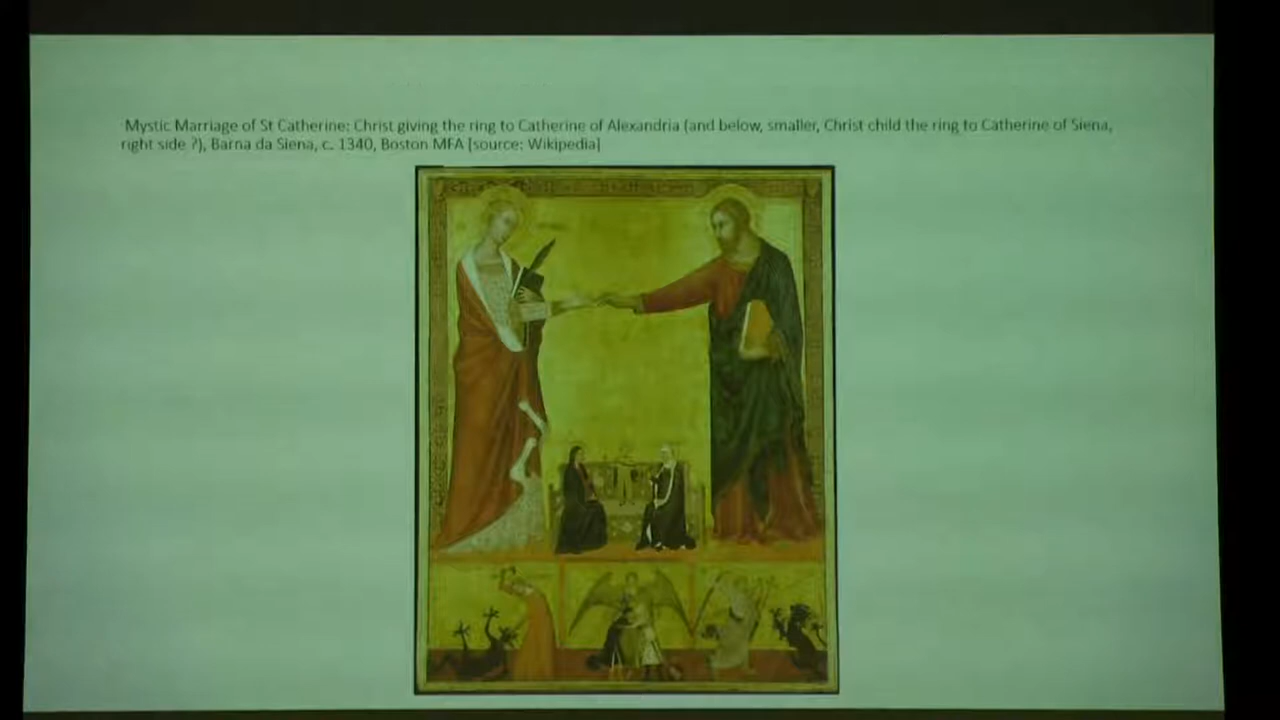 Mystic Marriage of St Catherine: Christ giving the ring to Catherine of Alexandria (and below, smaller, Christ child the ring to Catherine of Siena,
right side ?), Barna da Siena, c. 1340, Boston MFA [source: Wikipedia]